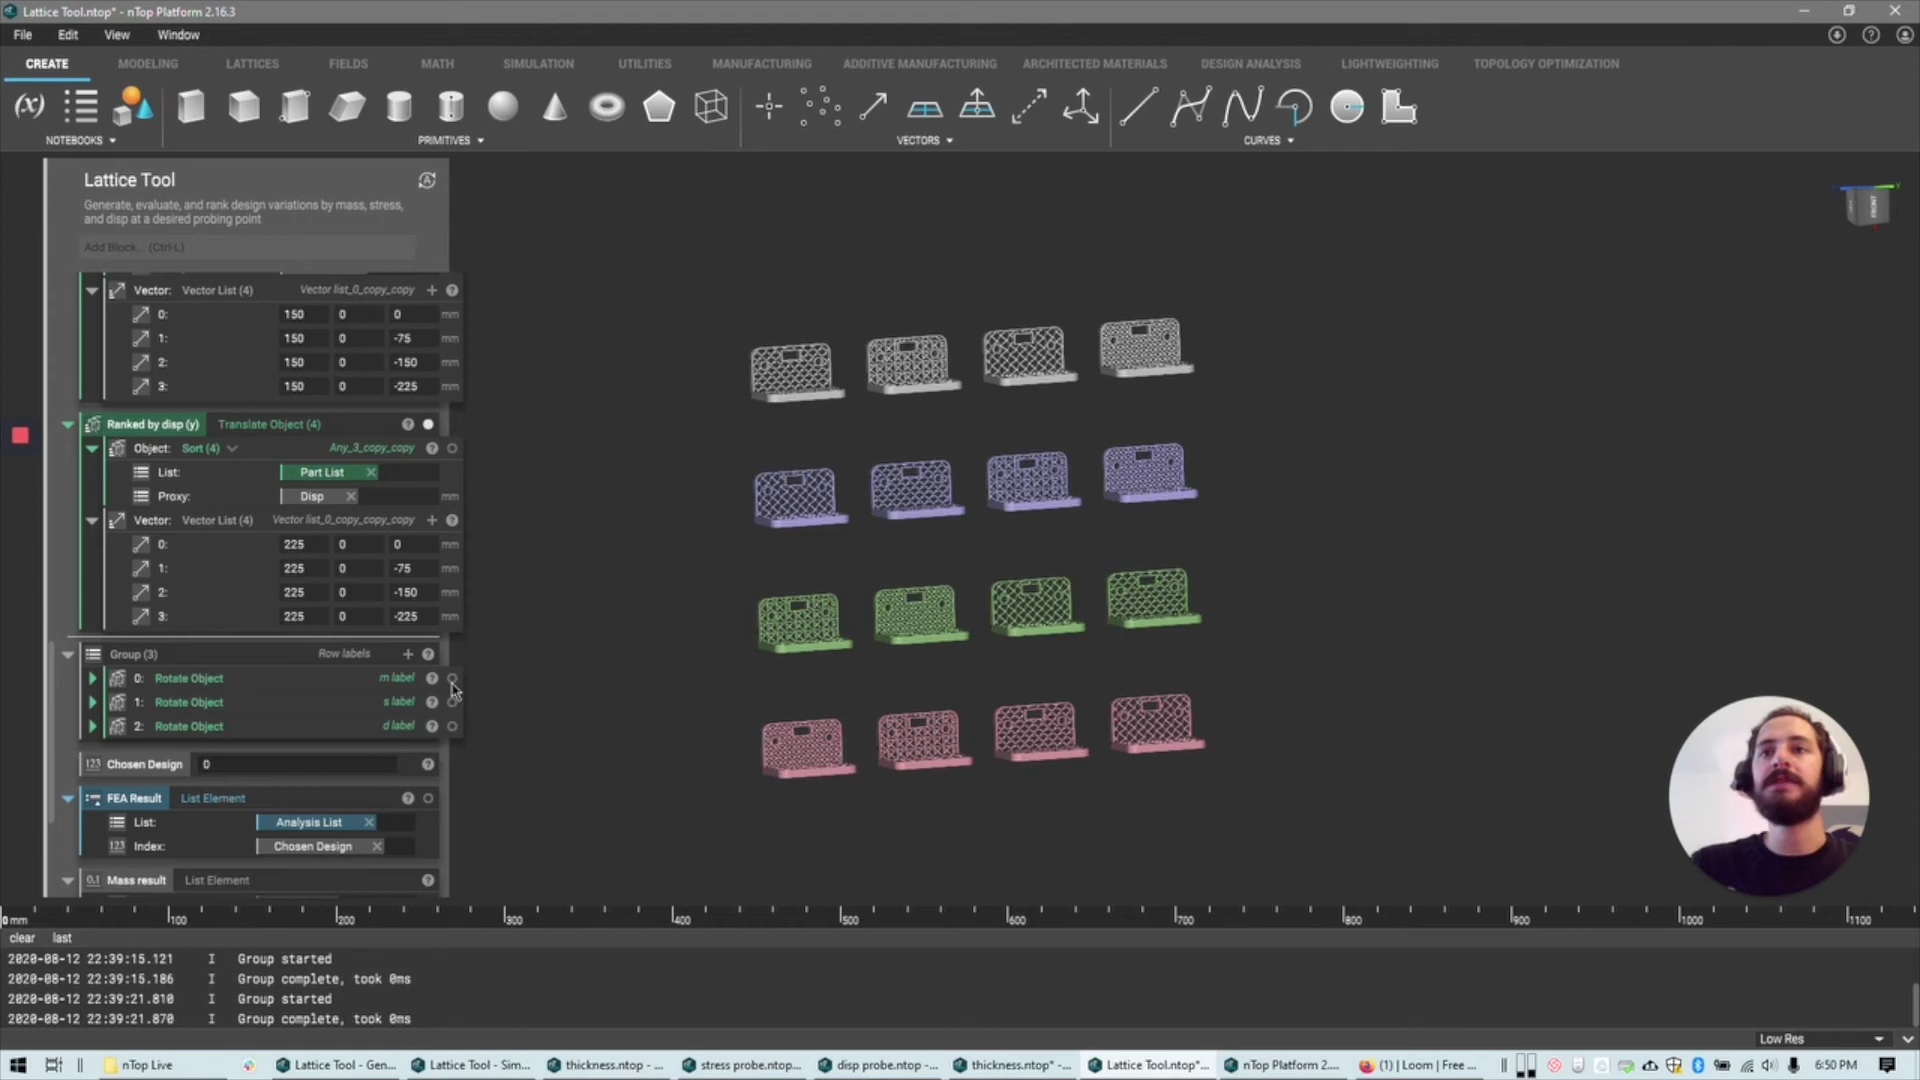 Lattice Tool.ntop* - nTop Platform 2.16.3
File Edit View Window
CREATE MODELING LATTICES FIELDS MATH SIMULATION UTILITIES MANUFACTURING ADDITIVE MANUFACTURING ARCHITECTED MATERIALS DESIGN ANALYSIS LIGHTWEIGHTING TOPOLOGY OPTIMIZATION
(x)
NOTEBOOKS PRIMITIVES VECTORS CURVES
Lattice Tool
Generate, evaluate, and rank design variations by mass, stress,
and disp at a desired probing point
Add Block... (Ctrl-L)
Vector: Vector List (4) Vector list_0_copy_copy + ?
0: 150 0 0 mm
1: 150 0 -75 mm
2: 150 0 -150 mm
3: 150 0 -225 mm
Ranked by disp (y) Translate Object (4) ?
Object: Sort (4) Any_3_copy_copy ?
List: Part List
Proxy: Disp mm
Vector: Vector List (4) Vector list_0_copy_copy_copy + ?
0: 225 0 0 mm
1: 225 0 -75 mm
2: 225 0 -150 mm
3: 225 0 -225 mm
Group (3) Row labels + ?
0: Rotate Object m label ?
1: Rotate Object s label ?
2: Rotate Object d label ?
123 Chosen Design 0 ?
FEA Result List Element ?
List: Analysis List
123 Index: Chosen Design
0.1 Mass result List Element ?
FRONT
0 mm 100 200 300 400 500 600 700 800 900 1000 1100
clear last
2020-08-12 22:39:15.121 I Group started
2020-08-12 22:39:15.186 I Group complete, took 0ms
2020-08-12 22:39:21.810 I Group started
2020-08-12 22:39:21.870 I Group complete, took 0ms
Low Res
nTop Live Lattice Tool - Gen... Lattice Tool - Sim... thickness.ntop - ... stress probe.ntop... disp probe.ntop -... thickness.ntop* -... Lattice Tool.ntop*... nTop Platform 2.... (1) | Loom | Free ... 6:50 PM